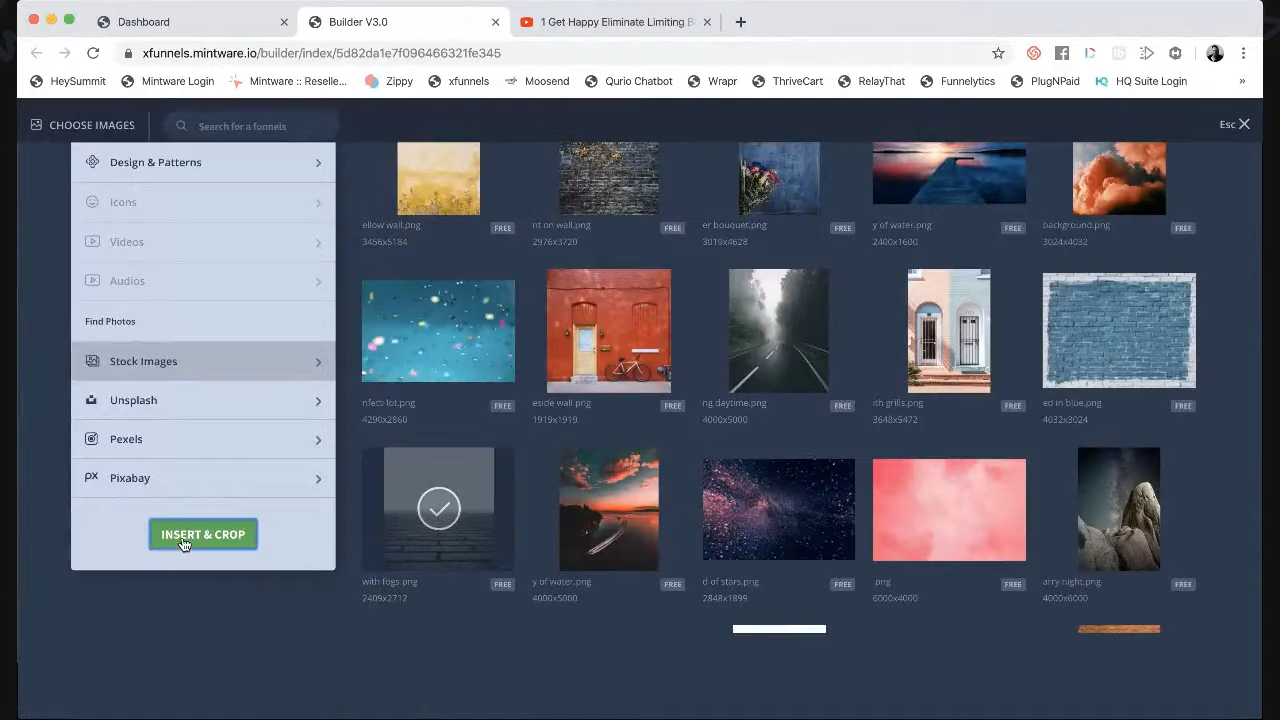 Dashboard
Builder V3.0
1 Get Happy Eliminate Limiting B
xfunnels.mintware.io/builder/index/5d82da1e7f096466321fe345
HeySummit
Mintware Login
Mintware :: Reselle...
Zippy
xfunnels
Moosend
Qurio Chatbot
Wrapr
ThriveCart
RelayThat
Funnelytics
PlugNPaid
HQ Suite Login
»
CHOOSE IMAGES
Search for a funnels
Esc
Design & Patterns
Icons
Videos
Audios
Find Photos
Stock Images
Unsplash
Pexels
PX Pixabay
INSERT & CROP
ellow wall.png FREE
3456x5184
nt on wall.png FREE
2976x3720
er bouquet.png FREE
3019x4628
y of water.png FREE
2400x1600
background.png FREE
3024x4032
nfetti lot.png FREE
4290x2860
eside wall.png FREE
1919x1919
ng daytime.png FREE
4000x5000
ith grills.png FREE
3648x5472
ed in blue.png FREE
4032x3024
with fogs.png FREE
2409x2712
y of water.png FREE
4000x5000
d of stars.png FREE
2848x1899
.png FREE
6000x4000
arry night.png FREE
4000x6000